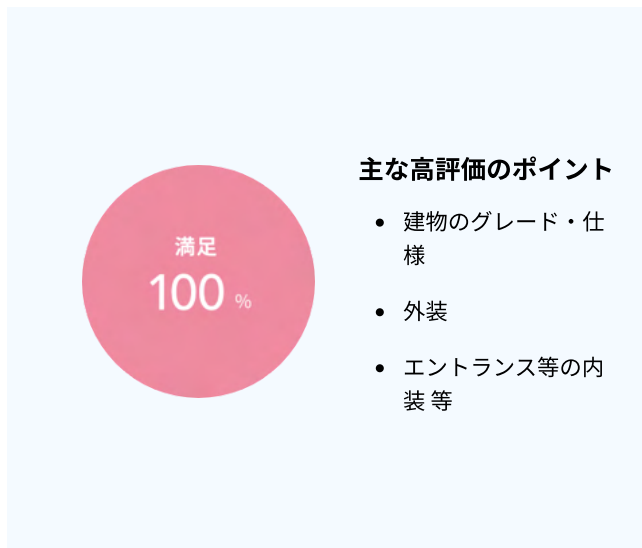 満足
100 %
主な高評価のポイント
• 建物のグレード・仕
様
• 外装
• エントランス等の内
装 等